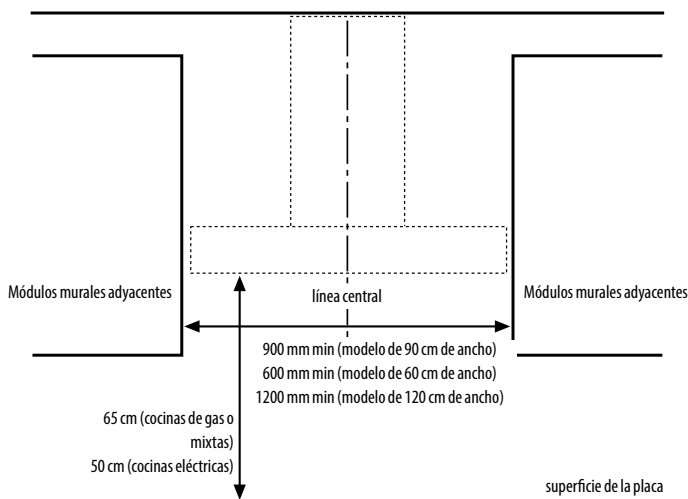 Módulos murales adyacentes
línea central
Módulos murales adyacentes
900 mm min (modelo de 90 cm de ancho)
600 mm min (modelo de 60 cm de ancho)
1200 mm min (modelo de 120 cm de ancho)
65 cm (cocinas de gas o
mixtas)
50 cm (cocinas eléctricas)
superficie de la placa